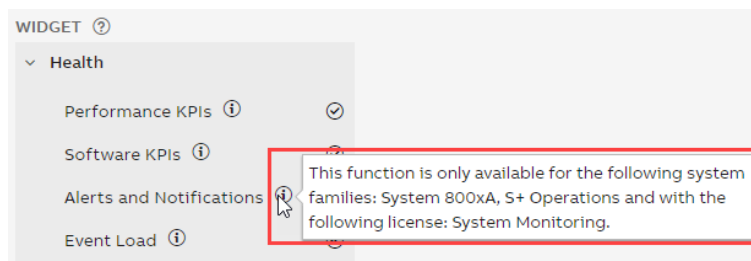 WIDGET ?
Health
Performance KPIs i
Software KPIs i
Alerts and Notifications i
Event Load i
This function is only available for the following system
families: System 800xA, S+ Operations and with the
following license: System Monitoring.